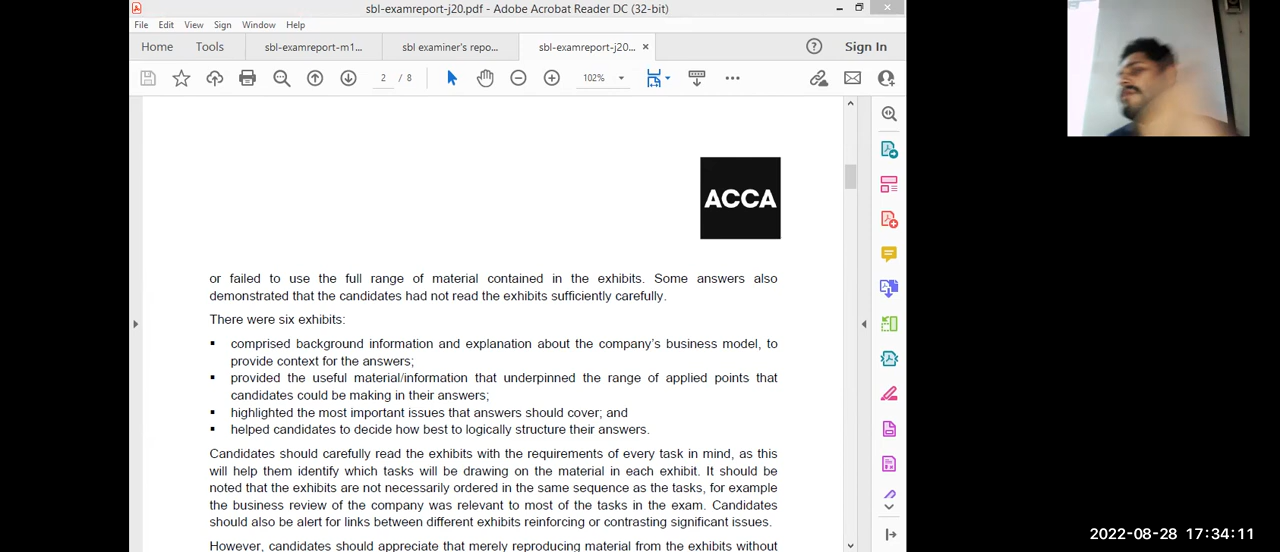 sbl-examreport-j20.pdf - Adobe Acrobat Reader DC (32-bit)
File Edit View Sign Window Help
Home Tools sbl-examreport-m1... sbl examiner's repo... sbl-examreport-j20... × Sign In
2 / 8 102%
ACCA
or failed to use the full range of material contained in the exhibits. Some answers also
demonstrated that the candidates had not read the exhibits sufficiently carefully.
There were six exhibits:
▪ comprised background information and explanation about the company's business model, to
provide context for the answers;
▪ provided the useful material/information that underpinned the range of applied points that
candidates could be making in their answers;
▪ highlighted the most important issues that answers should cover; and
▪ helped candidates to decide how best to logically structure their answers.
Candidates should carefully read the exhibits with the requirements of every task in mind, as this
will help them identify which tasks will be drawing on the material in each exhibit. It should be
noted that the exhibits are not necessarily ordered in the same sequence as the tasks, for example
the business review of the company was relevant to most of the tasks in the exam. Candidates
should also be alert for links between different exhibits reinforcing or contrasting significant issues.
However, candidates should appreciate that merely reproducing material from the exhibits without
2022-08-28 17:34:11